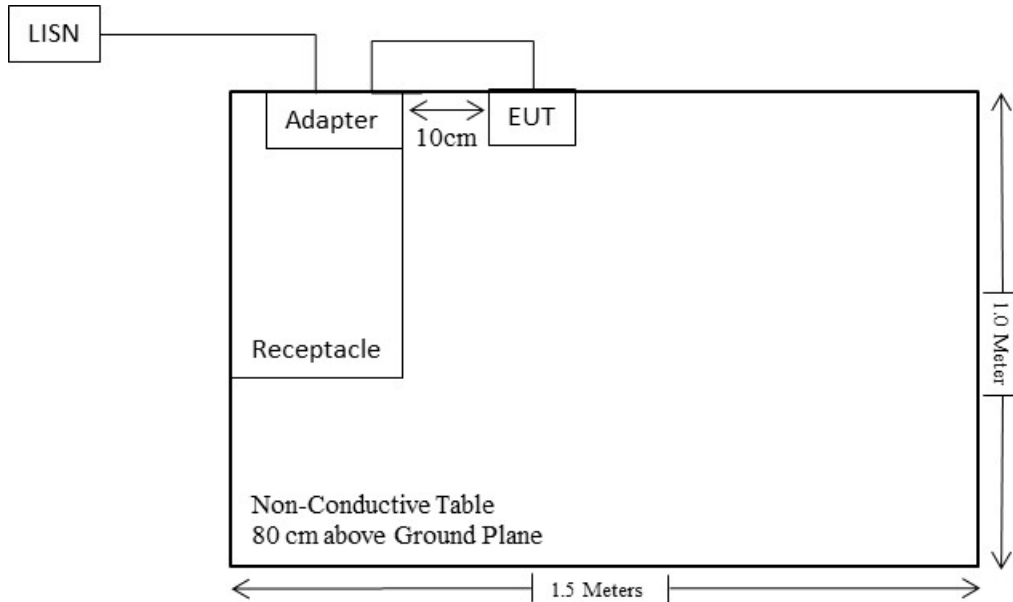 LISN
Adapter
10cm
EUT
Receptacle
1.0 Meter
Non-Conductive Table
80 cm above Ground Plane
1.5 Meters